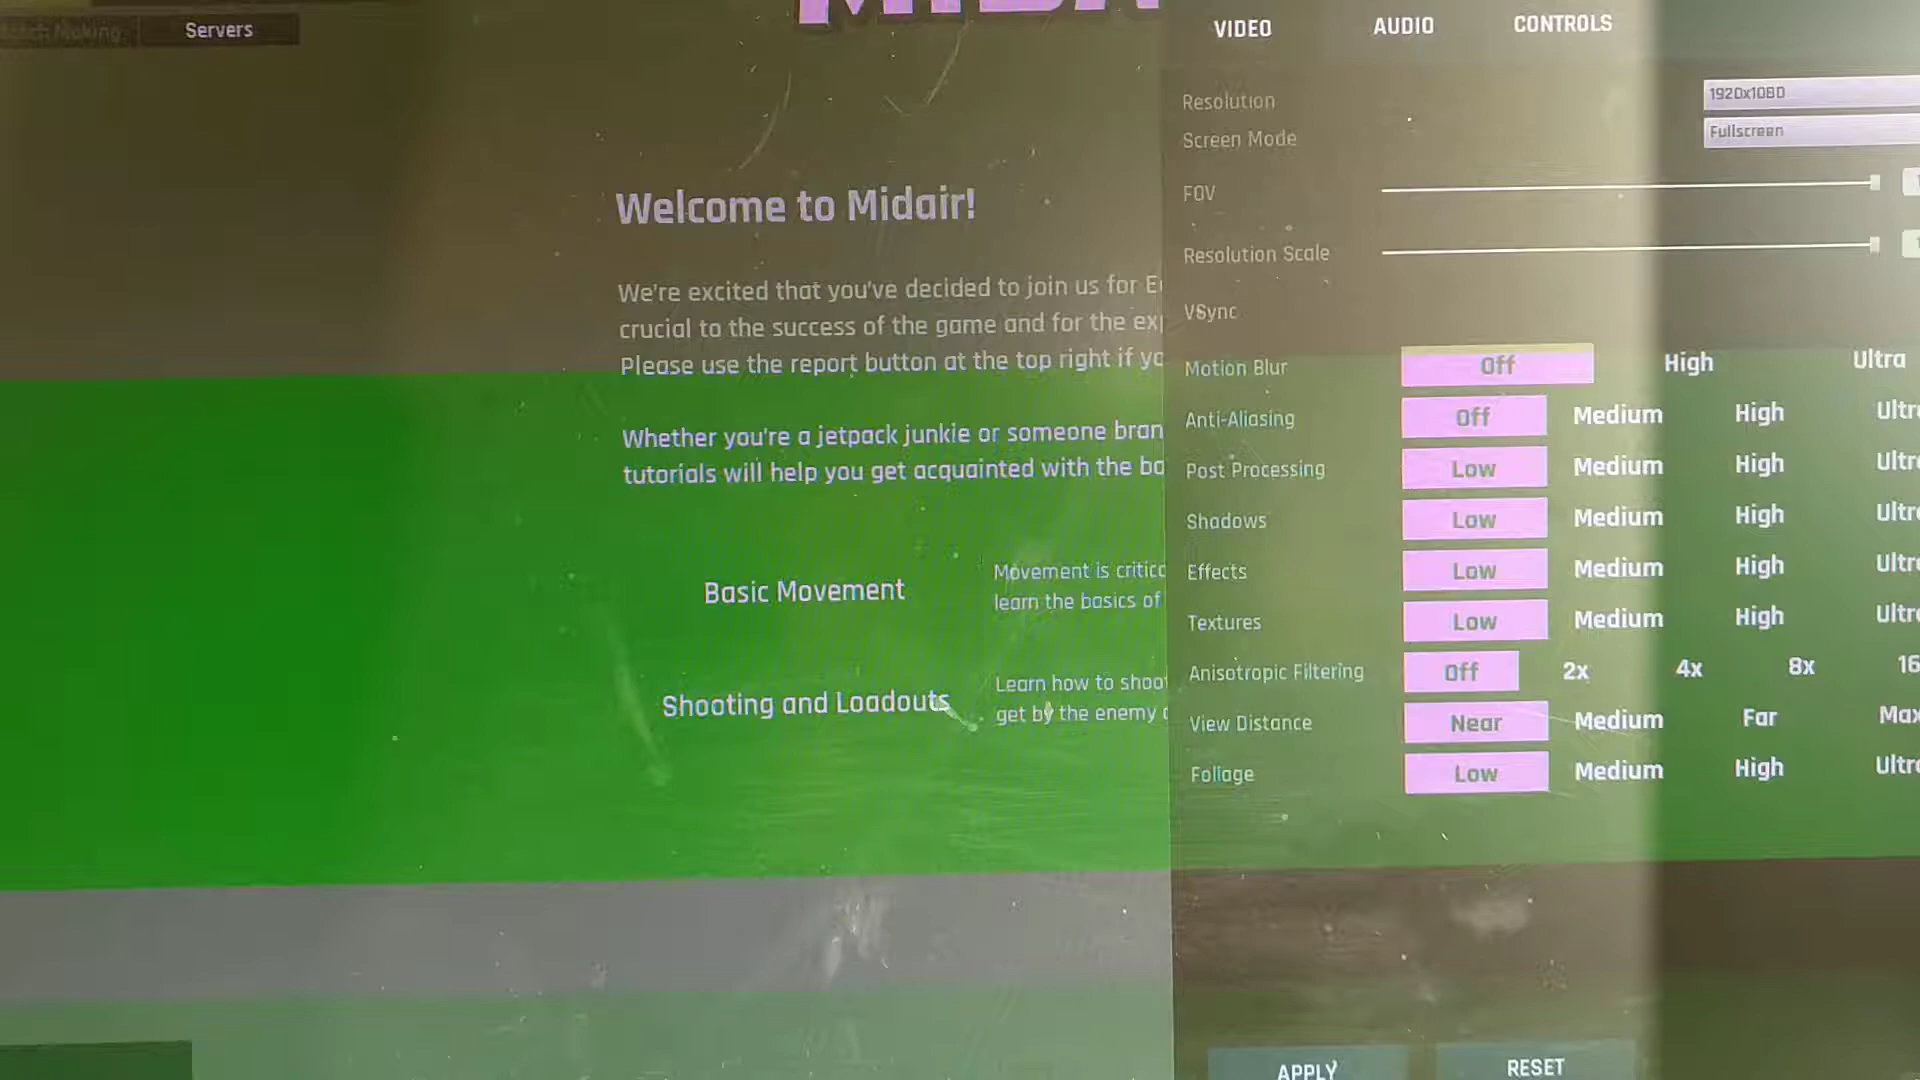 Match Making
Servers
Welcome to Midair!
We're excited that you've decided to join us for
crucial to the success of the game and for the
Please use the report button at the top right if
Whether you're a jetpack junkie or someone
tutorials will help you get acquainted with the
Basic Movement
Movement is
learn the basics of
Shooting and Loadouts
Learn how to
get by the enemy
VIDEO AUDIO CONTROLS
Resolution 1920x1080
Screen Mode Fullscreen
FOV
Resolution Scale
VSync
Motion Blur Off High Ultra
Anti-Aliasing Off Medium High
Post Processing Low Medium High
Shadows Low Medium High
Effects Low Medium High
Textures Low Medium High
Anisotropic Filtering Off 2x 4x 8x 16
View Distance Near Medium Far Max
Foliage Low Medium High
APPLY RESET